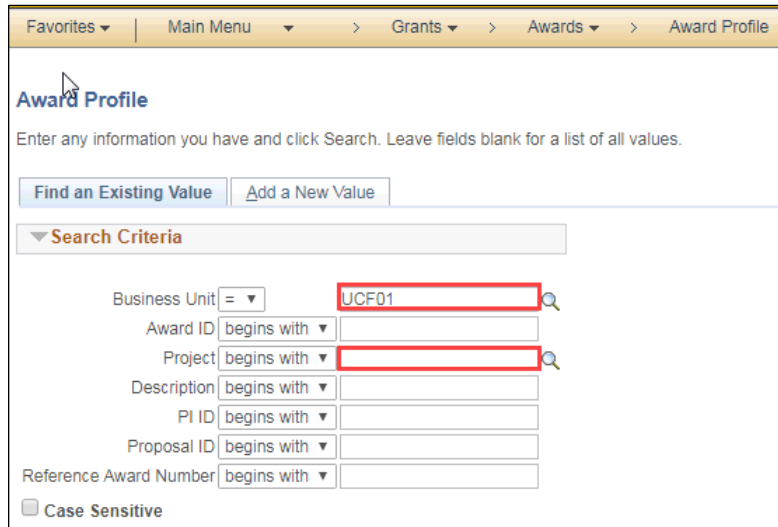 Favorites Main Menu > Grants > Awards > Award Profile
Award Profile
Enter any information you have and click Search. Leave fields blank for a list of all values.
Find an Existing Value Add a New Value
Search Criteria
Business Unit = UCF01
Award ID begins with
Project begins with
Description begins with
PI ID begins with
Proposal ID begins with
Reference Award Number begins with
Case Sensitive